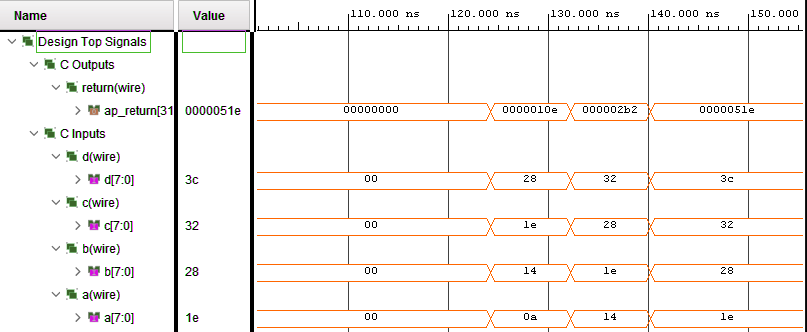 Name Value 110.000 ns 120.000 ns 130.000 ns 140.000 ns 150.000
Design Top Signals
C Outputs
return(wire)
ap_return[31 0000051e 00000000 0000010e 000002b2 0000051e
C Inputs
d(wire)
d[7:0] 3c 00 28 32 3c
c(wire)
c[7:0] 32 00 1e 28 32
b(wire)
b[7:0] 28 00 14 1e 28
a(wire)
a[7:0] 1e 00 0a 14 1e